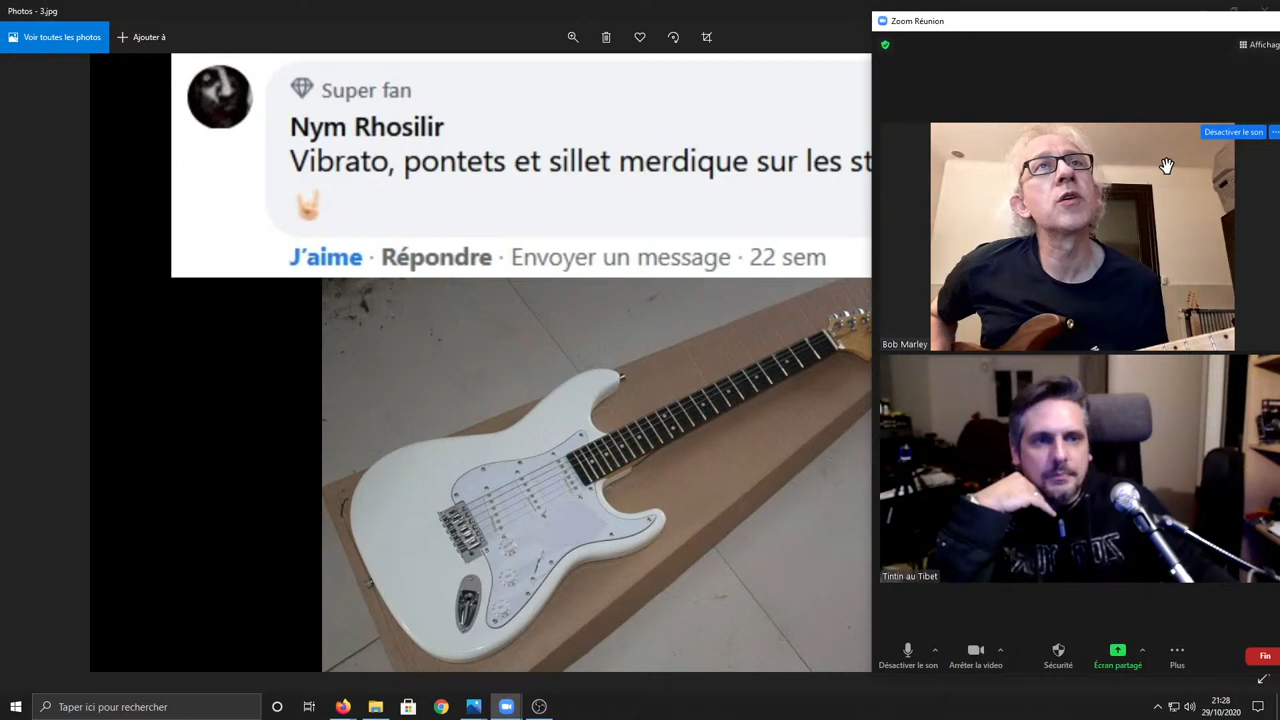 Photos - 3.jpg
Voir toutes les photos
Ajouter à
Zoom Réunion
Affichag
Super fan
Nym Rhosilir
Vibrato, pontets et sillet merdique sur les st
J'aime · Répondre · Envoyer un message · 22 sem
Désactiver le son
Bob Marley
Tintin au Tibet
Désactiver le son
Arrêter la vidéo
Sécurité
Écran partagé
Plus
Fin
Taper ici pour rechercher
21:28
29/10/2020